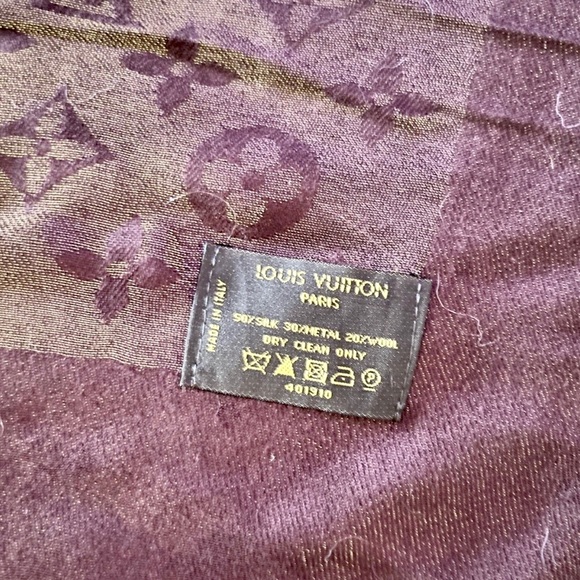 LOUIS VUITTON
PARIS
MADE IN ITALY
50%SILK 30%METAL 20%WOOL
DRY CLEAN ONLY
P
401910